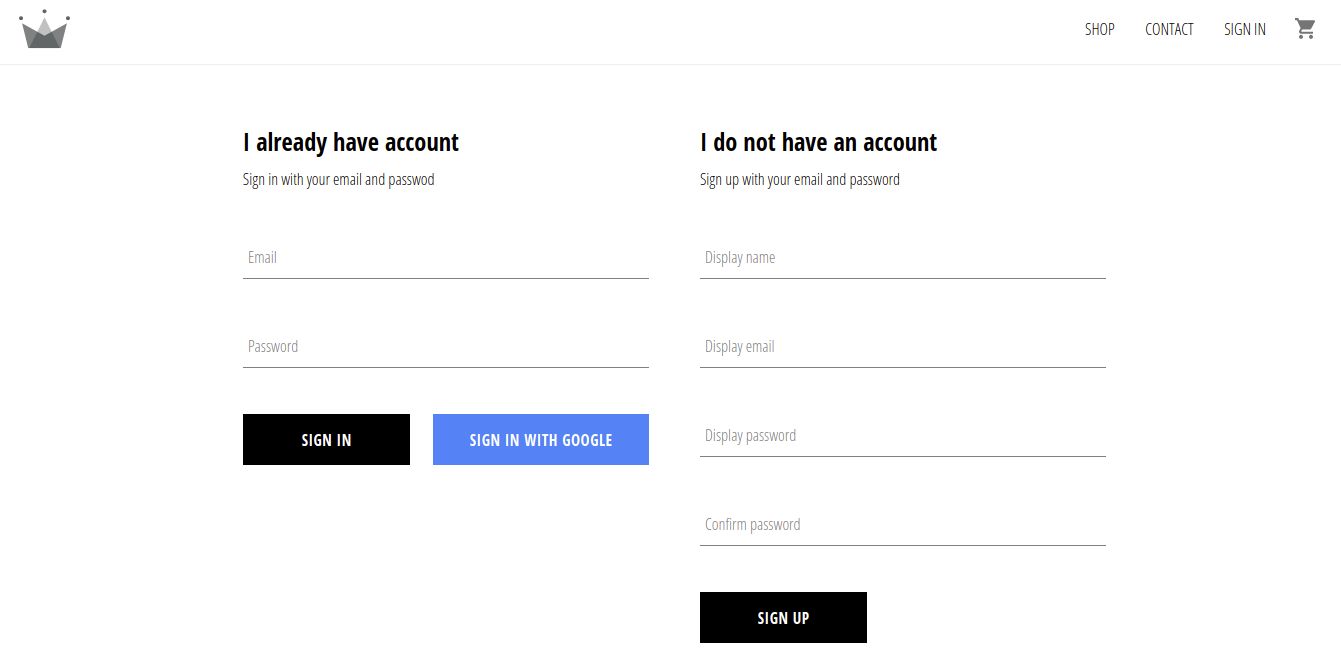 SHOP CONTACT SIGN IN
I already have account
Sign in with your email and passwod
Email
Password
SIGN IN SIGN IN WITH GOOGLE
I do not have an account
Sign up with your email and password
Display name
Display email
Display password
Confirm password
SIGN UP